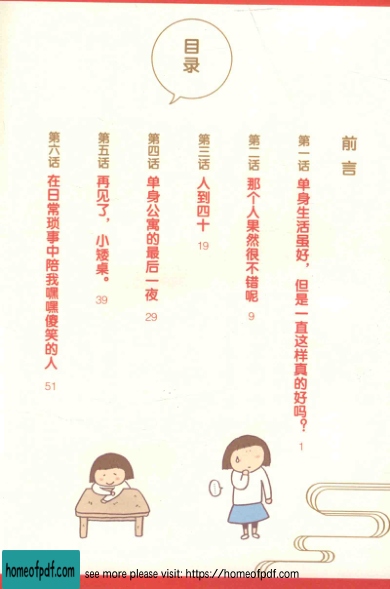 目录
前言
第一话 单身生活虽好，但是一直这样真的好吗？ 1
第二话 那个人果然很不错呢 9
第三话 人到四十 19
第四话 单身公寓的最后一夜 29
第五话 再见了，小矮桌。 39
第六话 在日常琐事中陪我嘿嘿傻笑的人 51
homeofpdf.com
see more please visit: https://homeofpdf.com